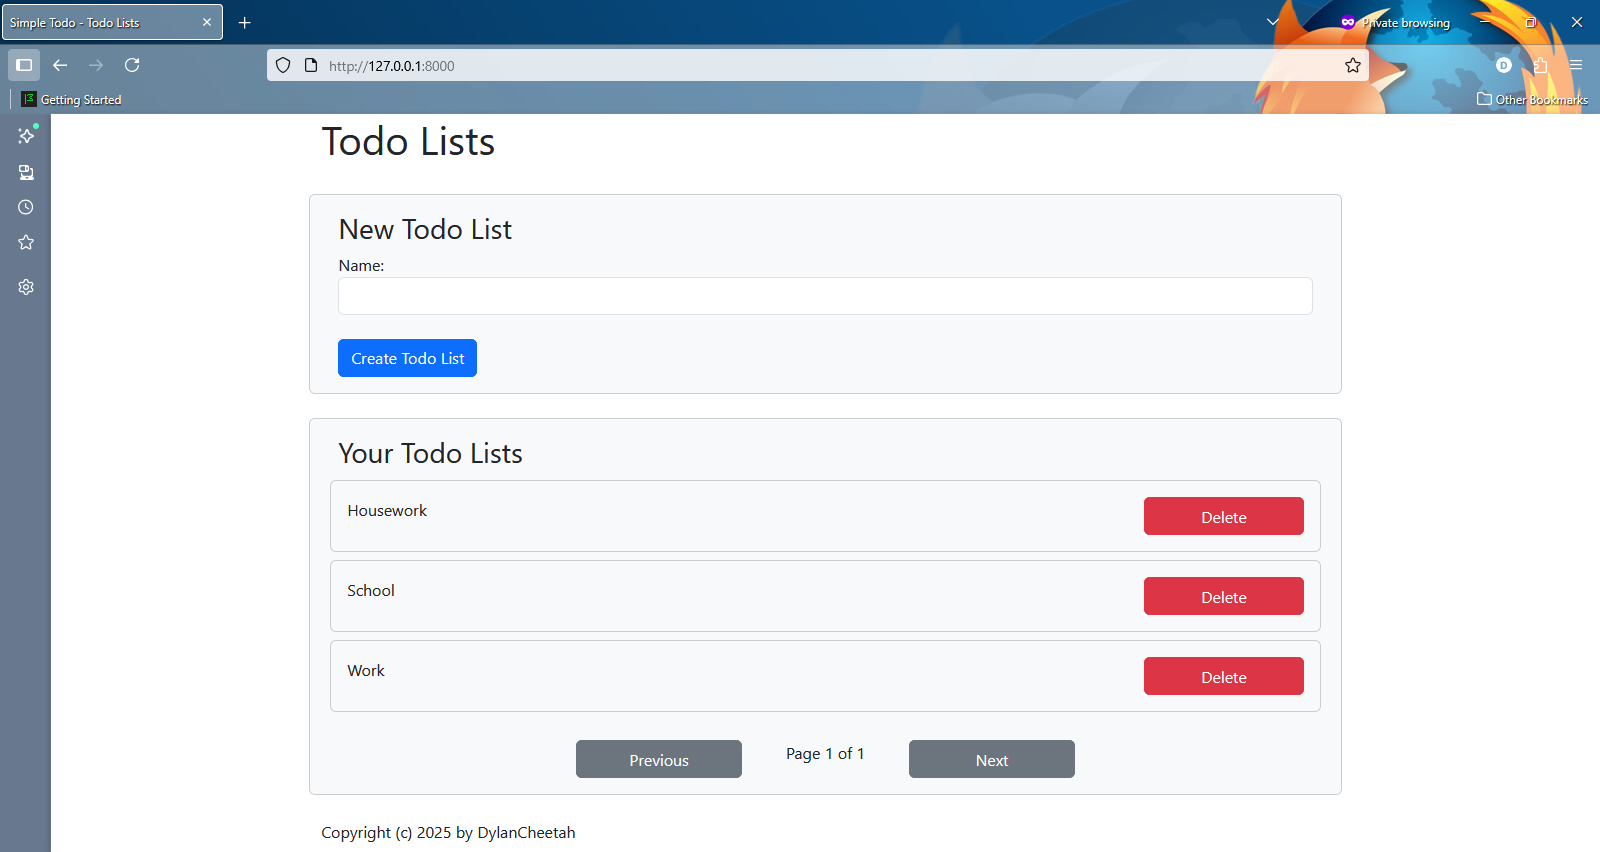 Simple Todo - Todo Lists
Private browsing
http://127.0.0.1:8000
D
Getting Started
Other Bookmarks
Todo Lists
New Todo List
Name:
Create Todo List
Your Todo Lists
Housework Delete
School Delete
Work Delete
Previous Page 1 of 1 Next
Copyright (c) 2025 by DylanCheetah